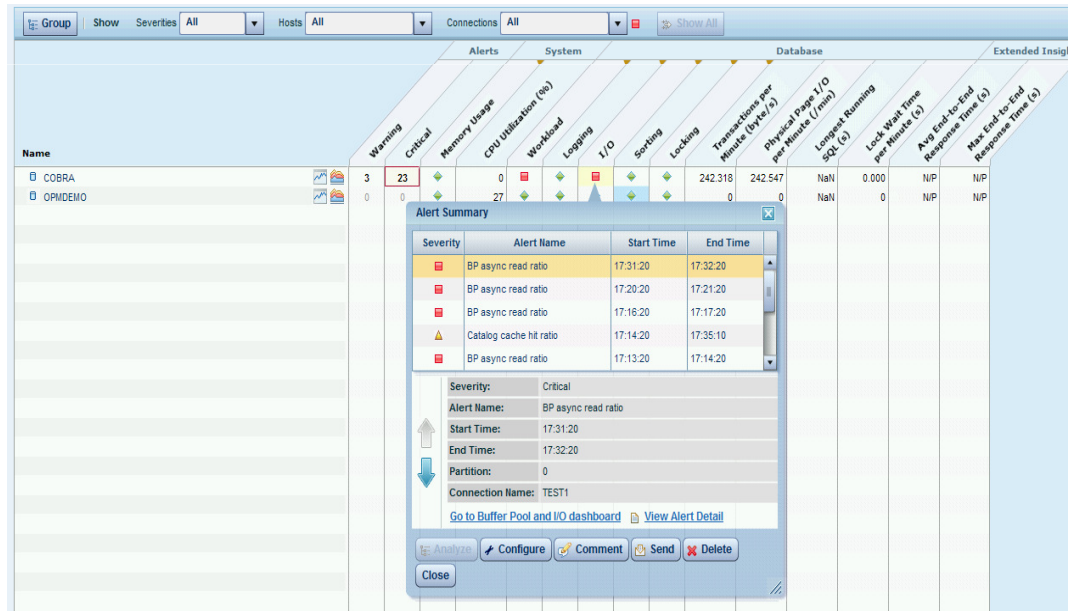 Group Show Severities All Hosts All Connections All Show All
Alerts System Database Extended Insigh
Name Warning Critical Memory Usage CPU Utilization (%) Workload Logging I/O Sorting Locking Transactions per Minute (byte/s) Physical Page I/O per Minute (/min) Longest Running SQL (s) Lock Wait Time per Minute (s) Avg End-to-End Response Time (s) Max End-to-End Response Time (s)
COBRA 3 23 0 242.318 242.547 NaN 0.000 N/P N/P
OPMDEMO 0 0 27 0 0 NaN 0 N/P N/P
Alert Summary
Severity Alert Name Start Time End Time
BP async read ratio 17:31:20 17:32:20
BP async read ratio 17:20:20 17:21:20
BP async read ratio 17:16:20 17:17:20
Catalog cache hit ratio 17:14:20 17:35:10
BP async read ratio 17:13:20 17:14:20
Severity: Critical
Alert Name: BP async read ratio
Start Time: 17:31:20
End Time: 17:32:20
Partition: 0
Connection Name: TEST1
Go to Buffer Pool and I/O dashboard View Alert Detail
Analyze Configure Comment Send Delete
Close